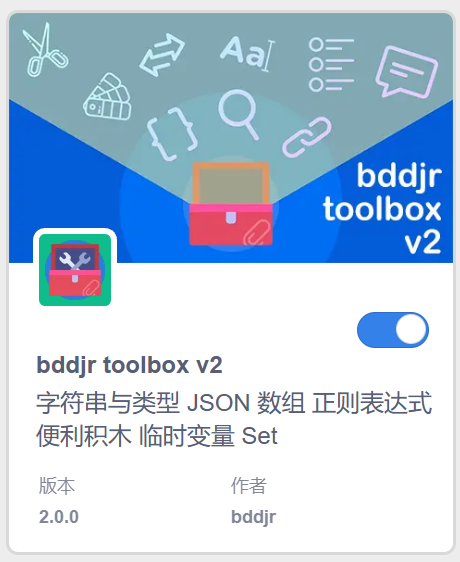 Aa
bddjr
toolbox
v2
bddjr toolbox v2
字符串与类型 JSON 数组 正则表达式
便利积木 临时变量 Set
版本
作者
2.0.0
bddjr